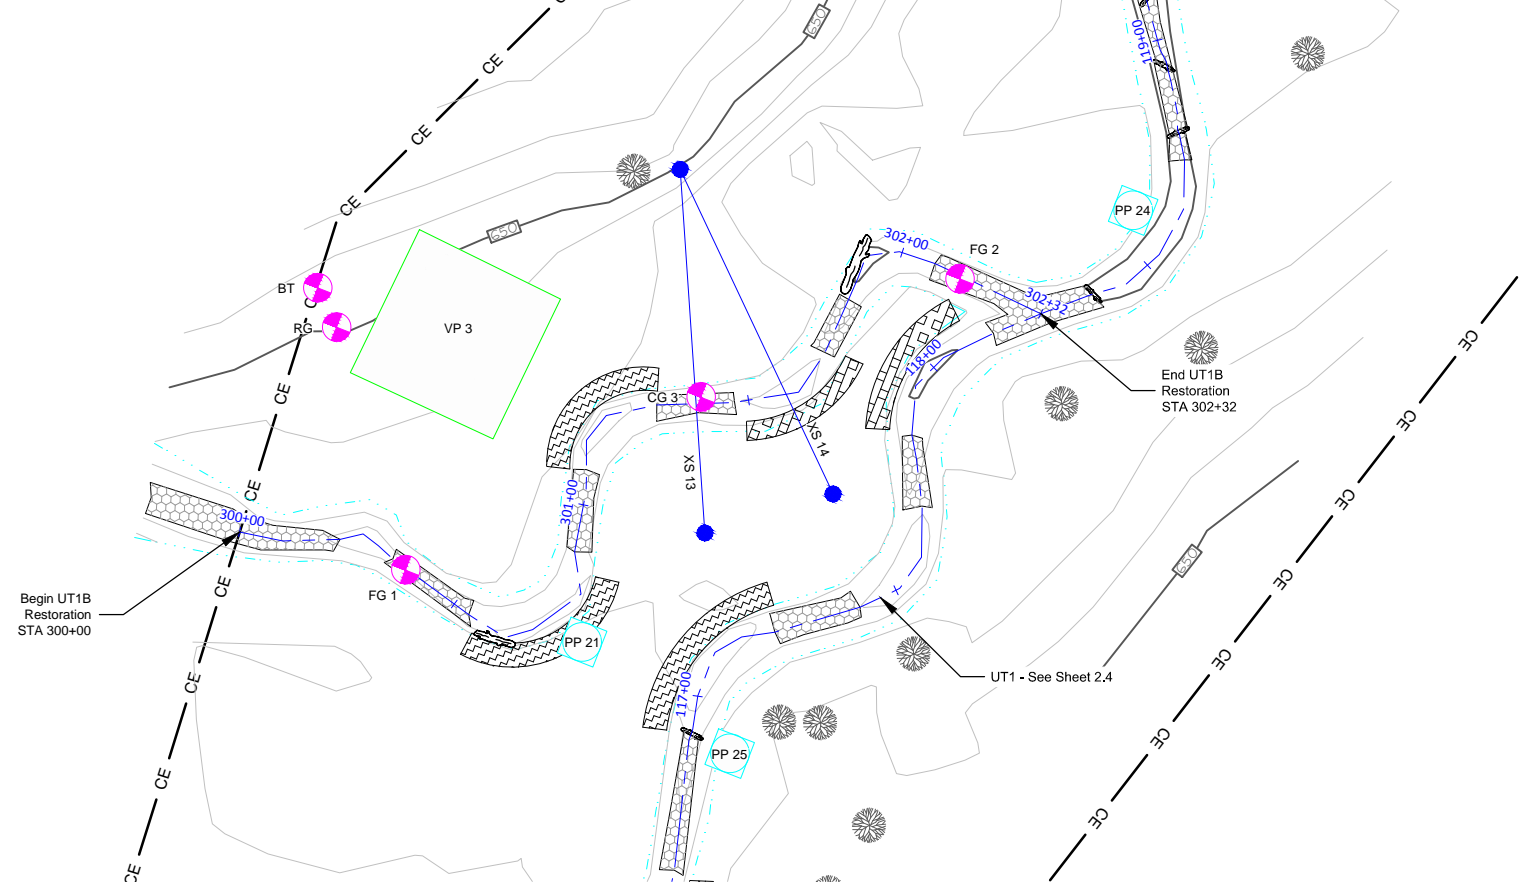 650
CE
119+00
CE
CE
PP 24
650
302+00
FG 2
BT
302+32
RG
VP 3
118+00
CE
End UT1B
Restoration
STA 302+32
CE
CG 3
CE
XS 14
XS 13
CE
301+00
CE
300+00
650
CE
CE
FG 1
Begin UT1B
Restoration
STA 300+00
PP 21
CE
UT1 - See Sheet 2.4
CE
117+00
CE
PP 25
CE
CE
CE